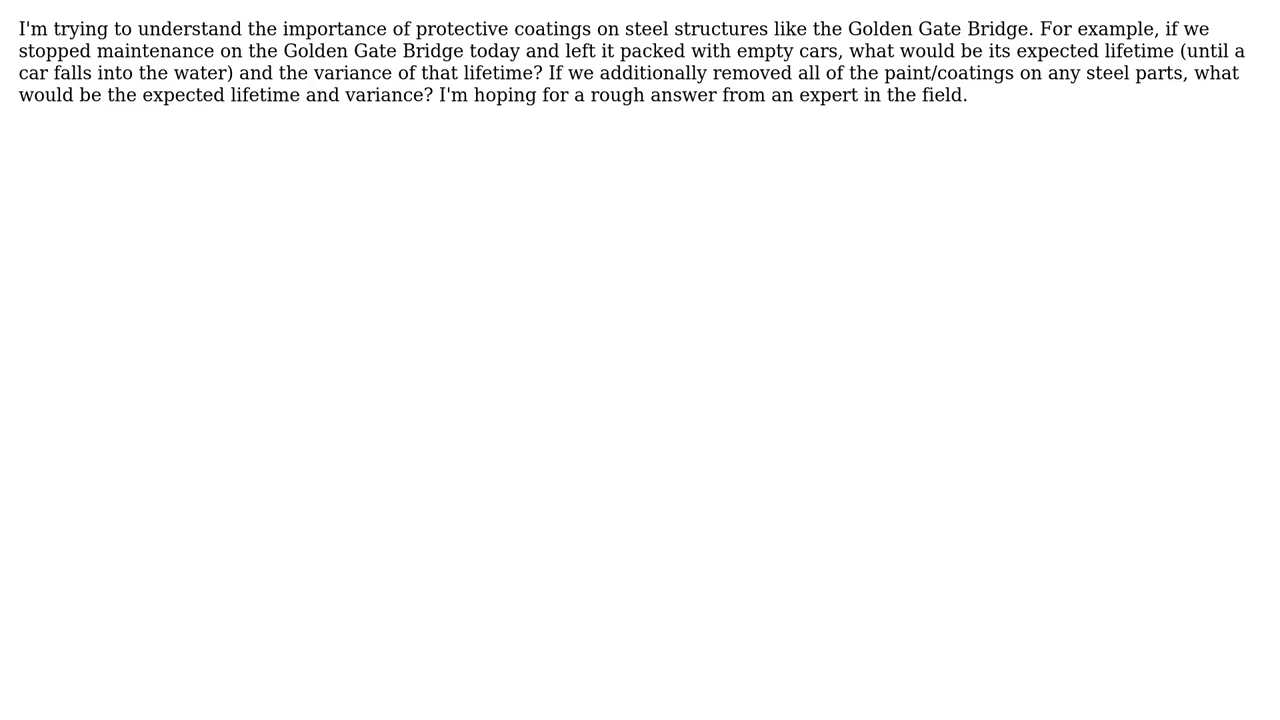 I'm trying to understand the importance of protective coatings on steel structures like the Golden Gate Bridge. For example, if we
stopped maintenance on the Golden Gate Bridge today and left it packed with empty cars, what would be its expected lifetime (until a
car falls into the water) and the variance of that lifetime? If we additionally removed all of the paint/coatings on any steel parts, what
would be the expected lifetime and variance? I'm hoping for a rough answer from an expert in the field.